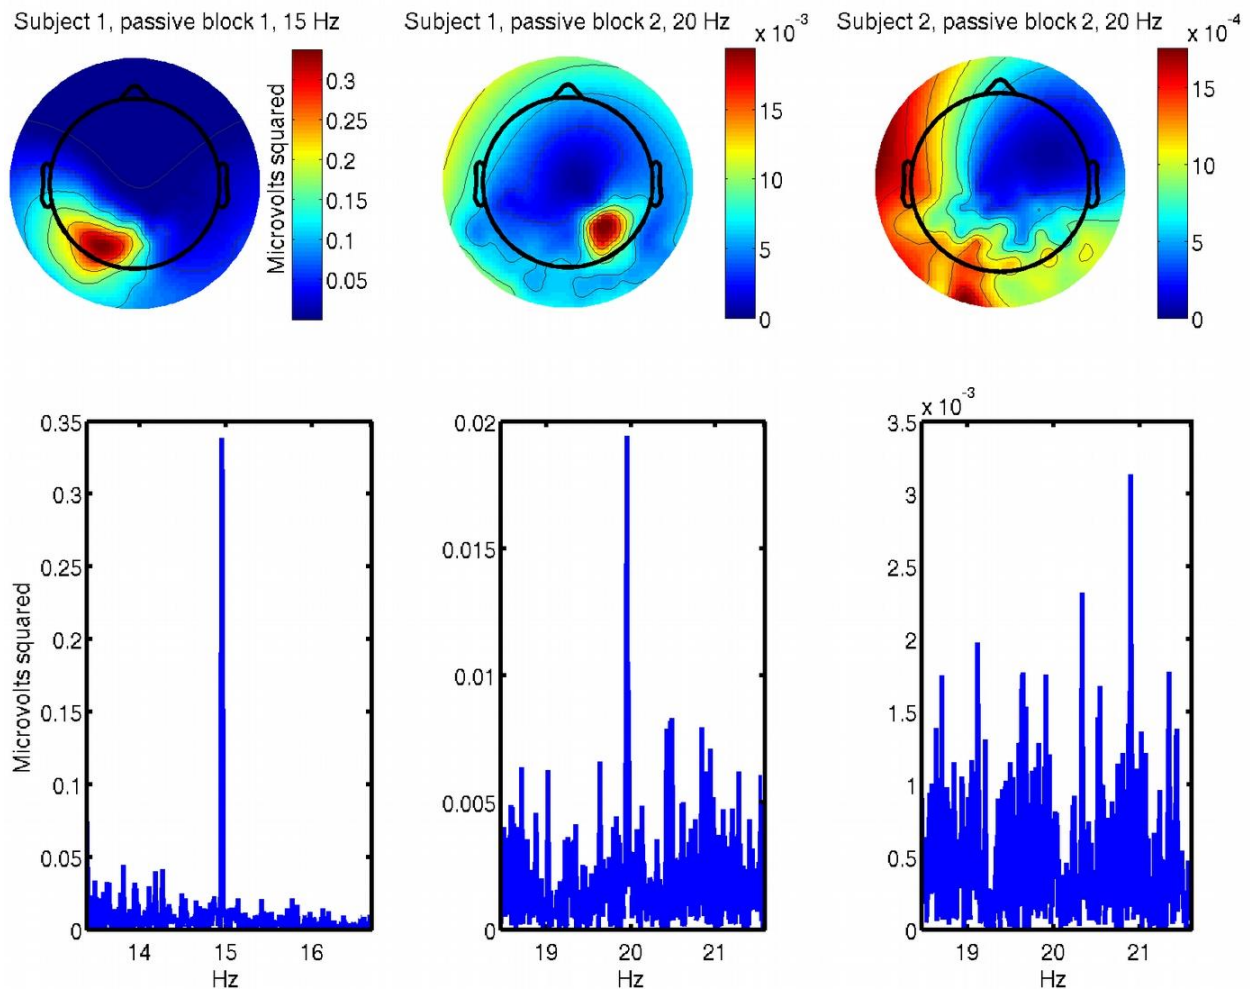 Subject 1, passive block 1, 15 Hz
Subject 1, passive block 2, 20 Hz
Subject 2, passive block 2, 20 Hz
Microvolts squared
0.3
0.25
0.2
0.15
0.1
0.05
x 10⁻³
15
10
5
0
x 10⁻⁴
15
10
5
0
Microvolts squared
0.35
0.3
0.25
0.2
0.15
0.1
0.05
0
14 15 16
Hz
0.02
0.015
0.01
0.005
0
19 20 21
Hz
x 10⁻³
3.5
3
2.5
2
1.5
1
0.5
0
19 20 21
Hz